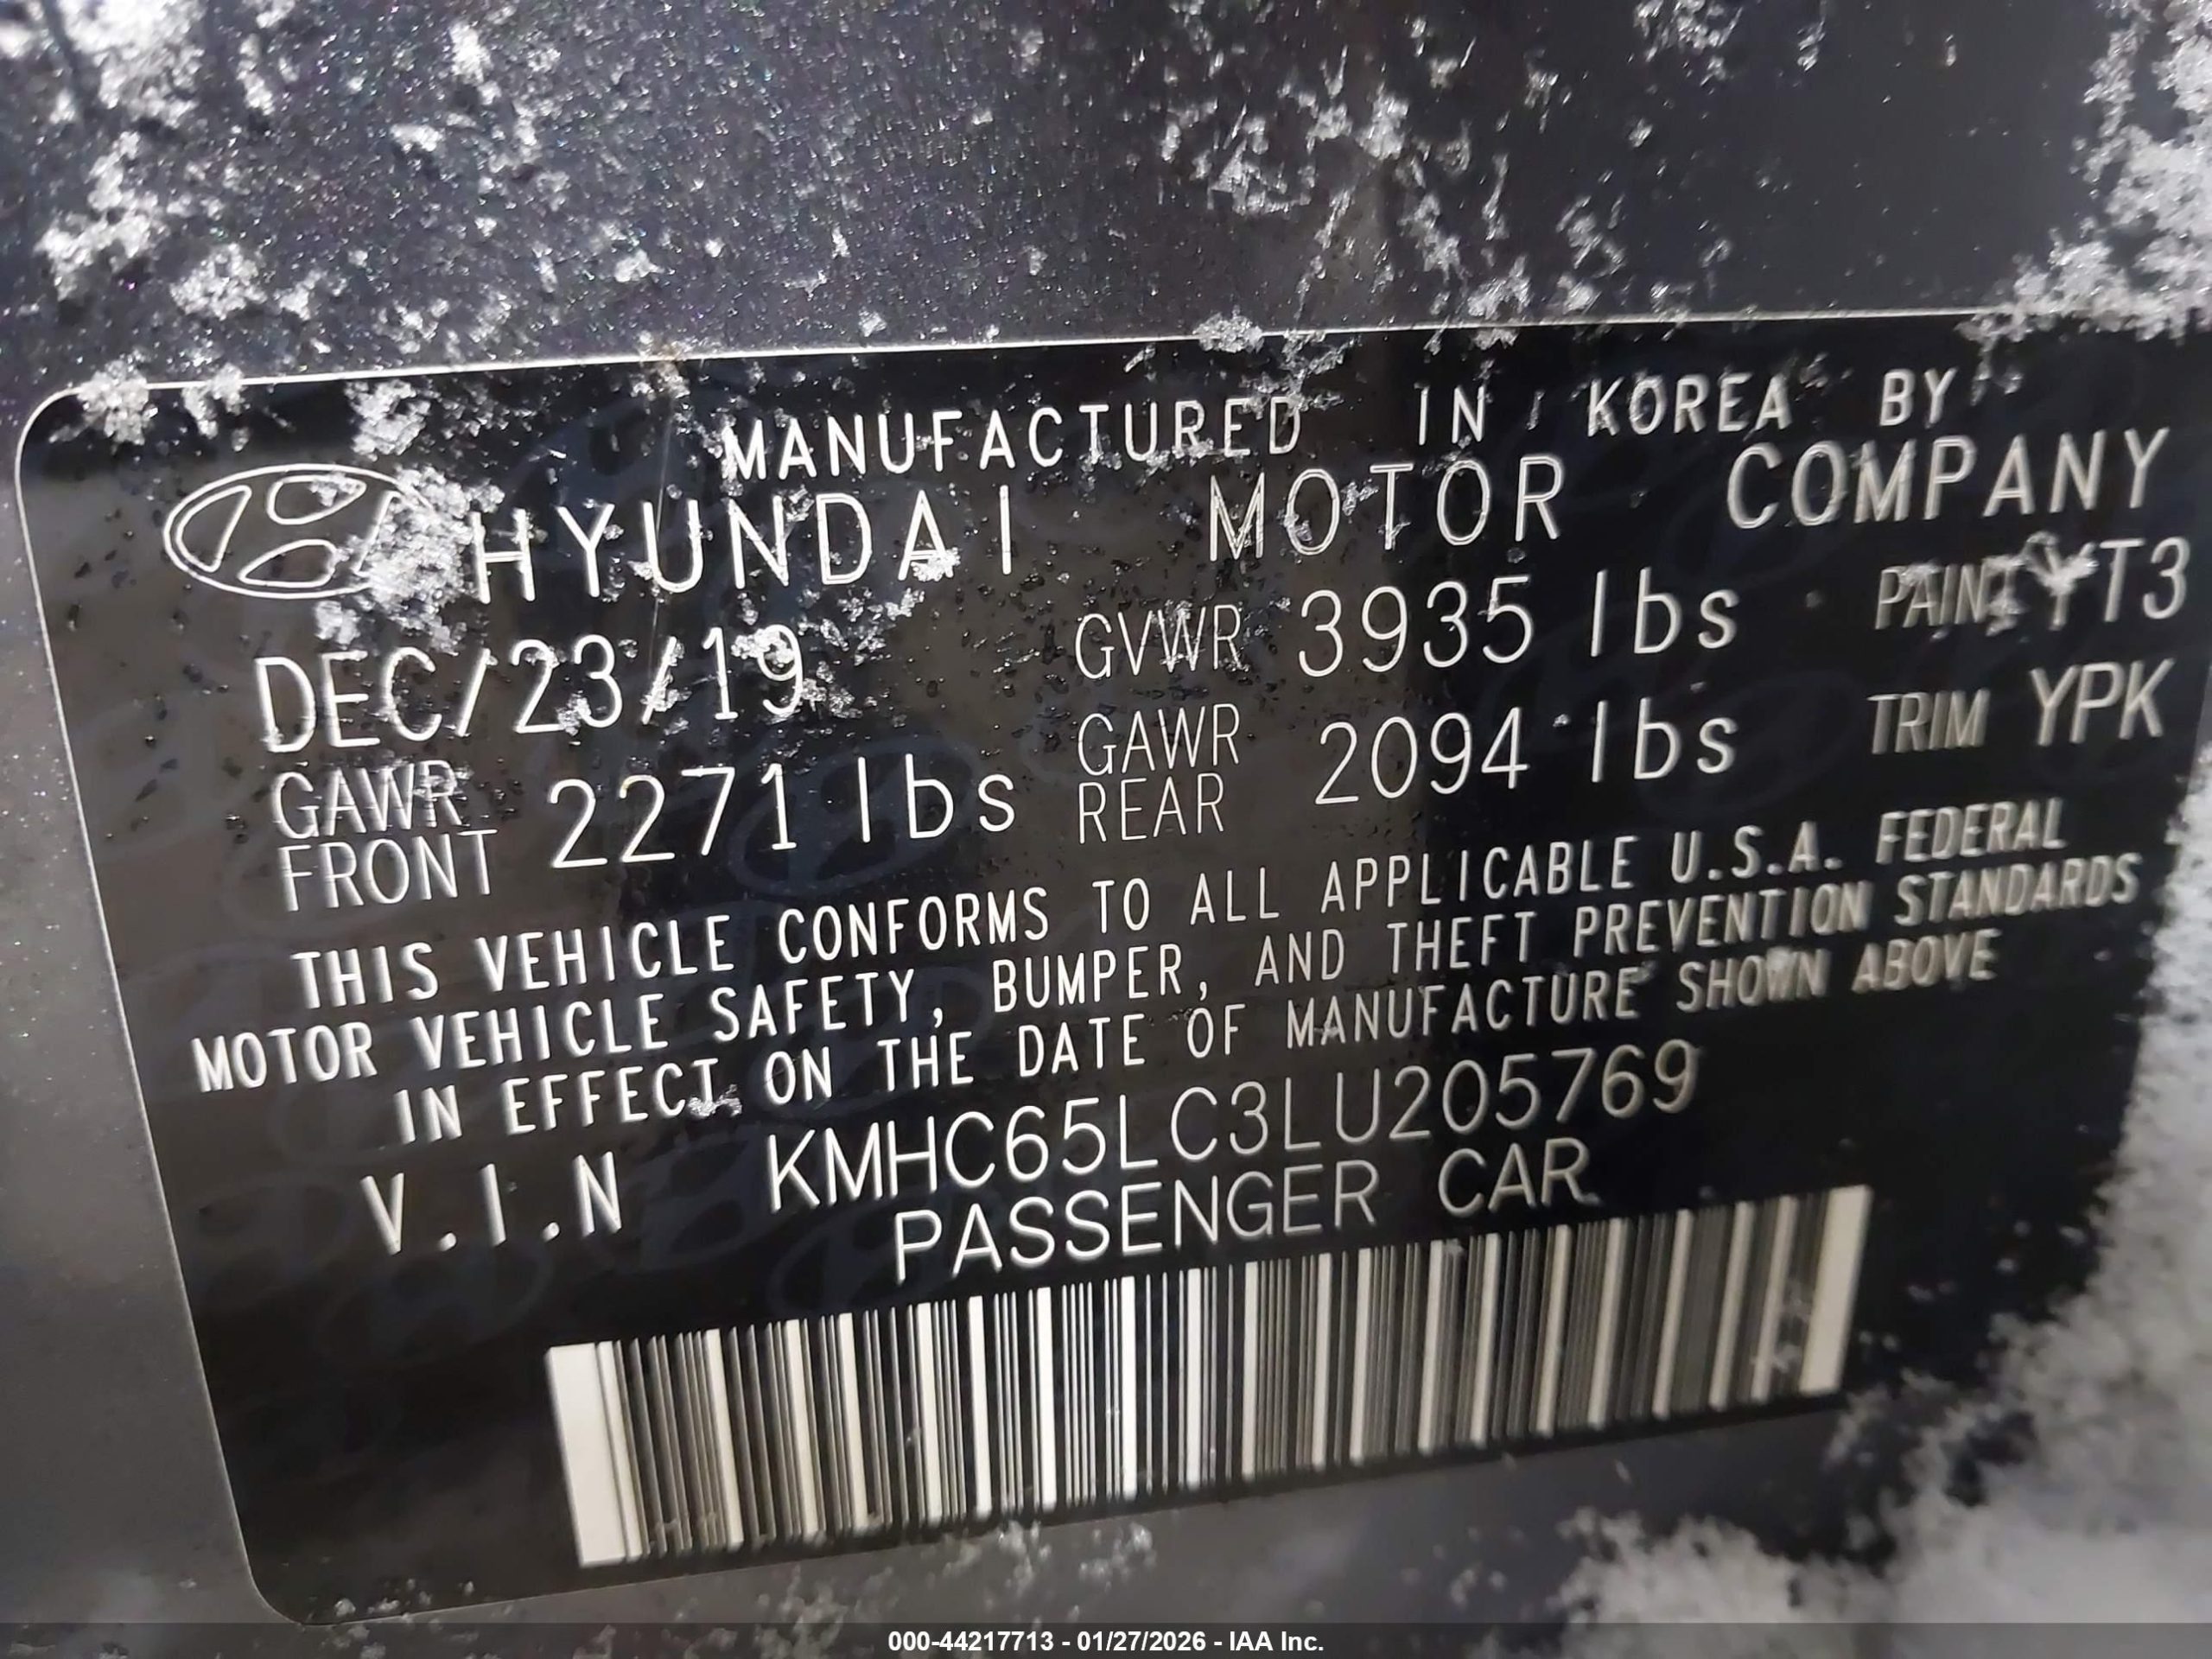 MANUFACTURED IN KOREA BY
HYUNDAI MOTOR COMPANY
DEC/23/19 GVWR 3935 lbs PAINT YT3
GAWR FRONT 2271 lbs GAWR REAR 2094 lbs TRIM YPK
THIS VEHICLE CONFORMS TO ALL APPLICABLE U.S.A. FEDERAL
MOTOR VEHICLE SAFETY, BUMPER, AND THEFT PREVENTION STANDARDS
IN EFFECT ON THE DATE OF MANUFACTURE SHOWN ABOVE
V.I.N KMHC65LC3LU205769
PASSENGER CAR
000-44217713 - 01/27/2026 - IAA Inc.